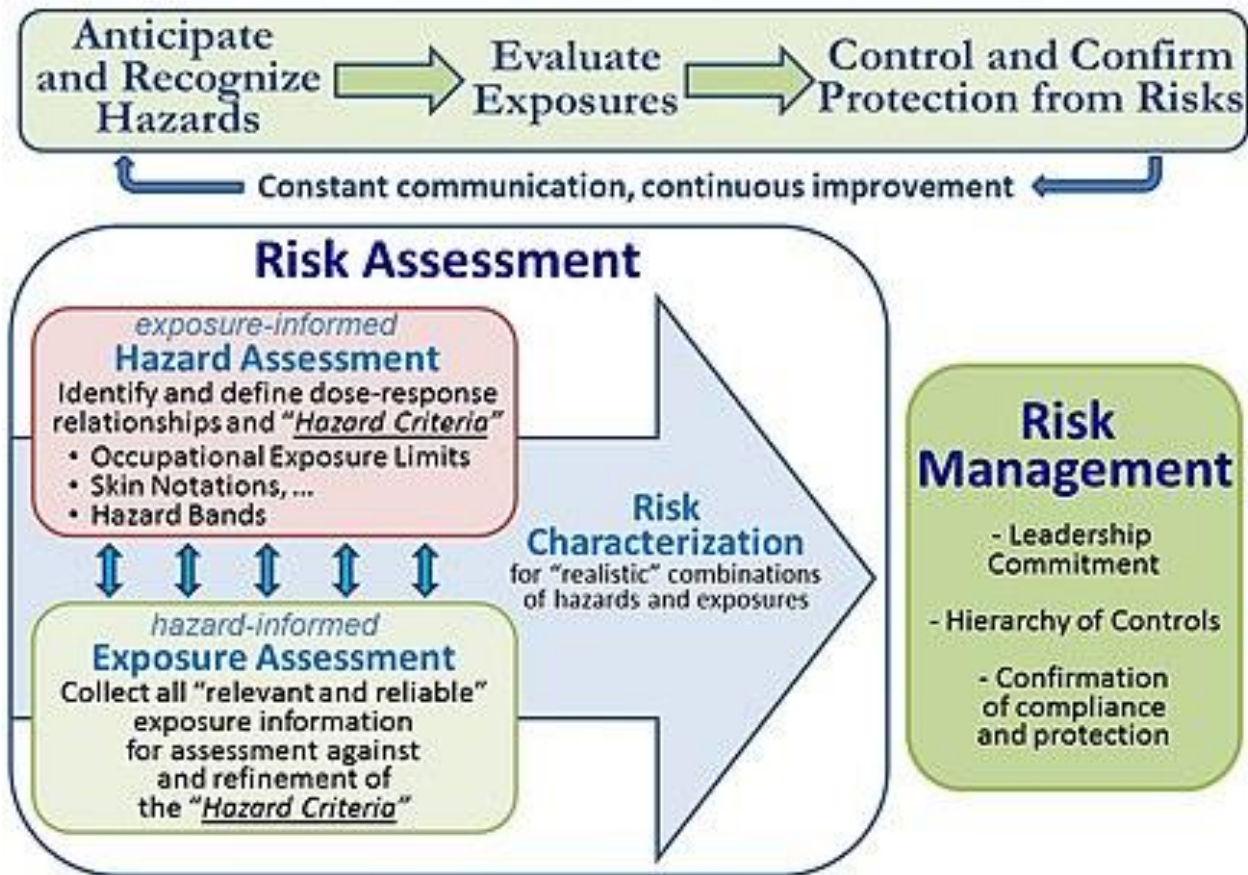 Anticipate
and Recognize
Hazards
Evaluate
Exposures
Control and Confirm
Protection from Risks
Constant communication, continuous improvement
Risk Assessment
exposure-informed
Hazard Assessment
Identify and define dose-response
relationships and “Hazard Criteria”
• Occupational Exposure Limits
• Skin Notations, ...
• Hazard Bands
hazard-informed
Exposure Assessment
Collect all “relevant and reliable”
exposure information
for assessment against
and refinement of
the “Hazard Criteria”
Risk
Characterization
for “realistic” combinations
of hazards and exposures
Risk
Management
- Leadership
Commitment
- Hierarchy of Controls
- Confirmation
of compliance
and protection